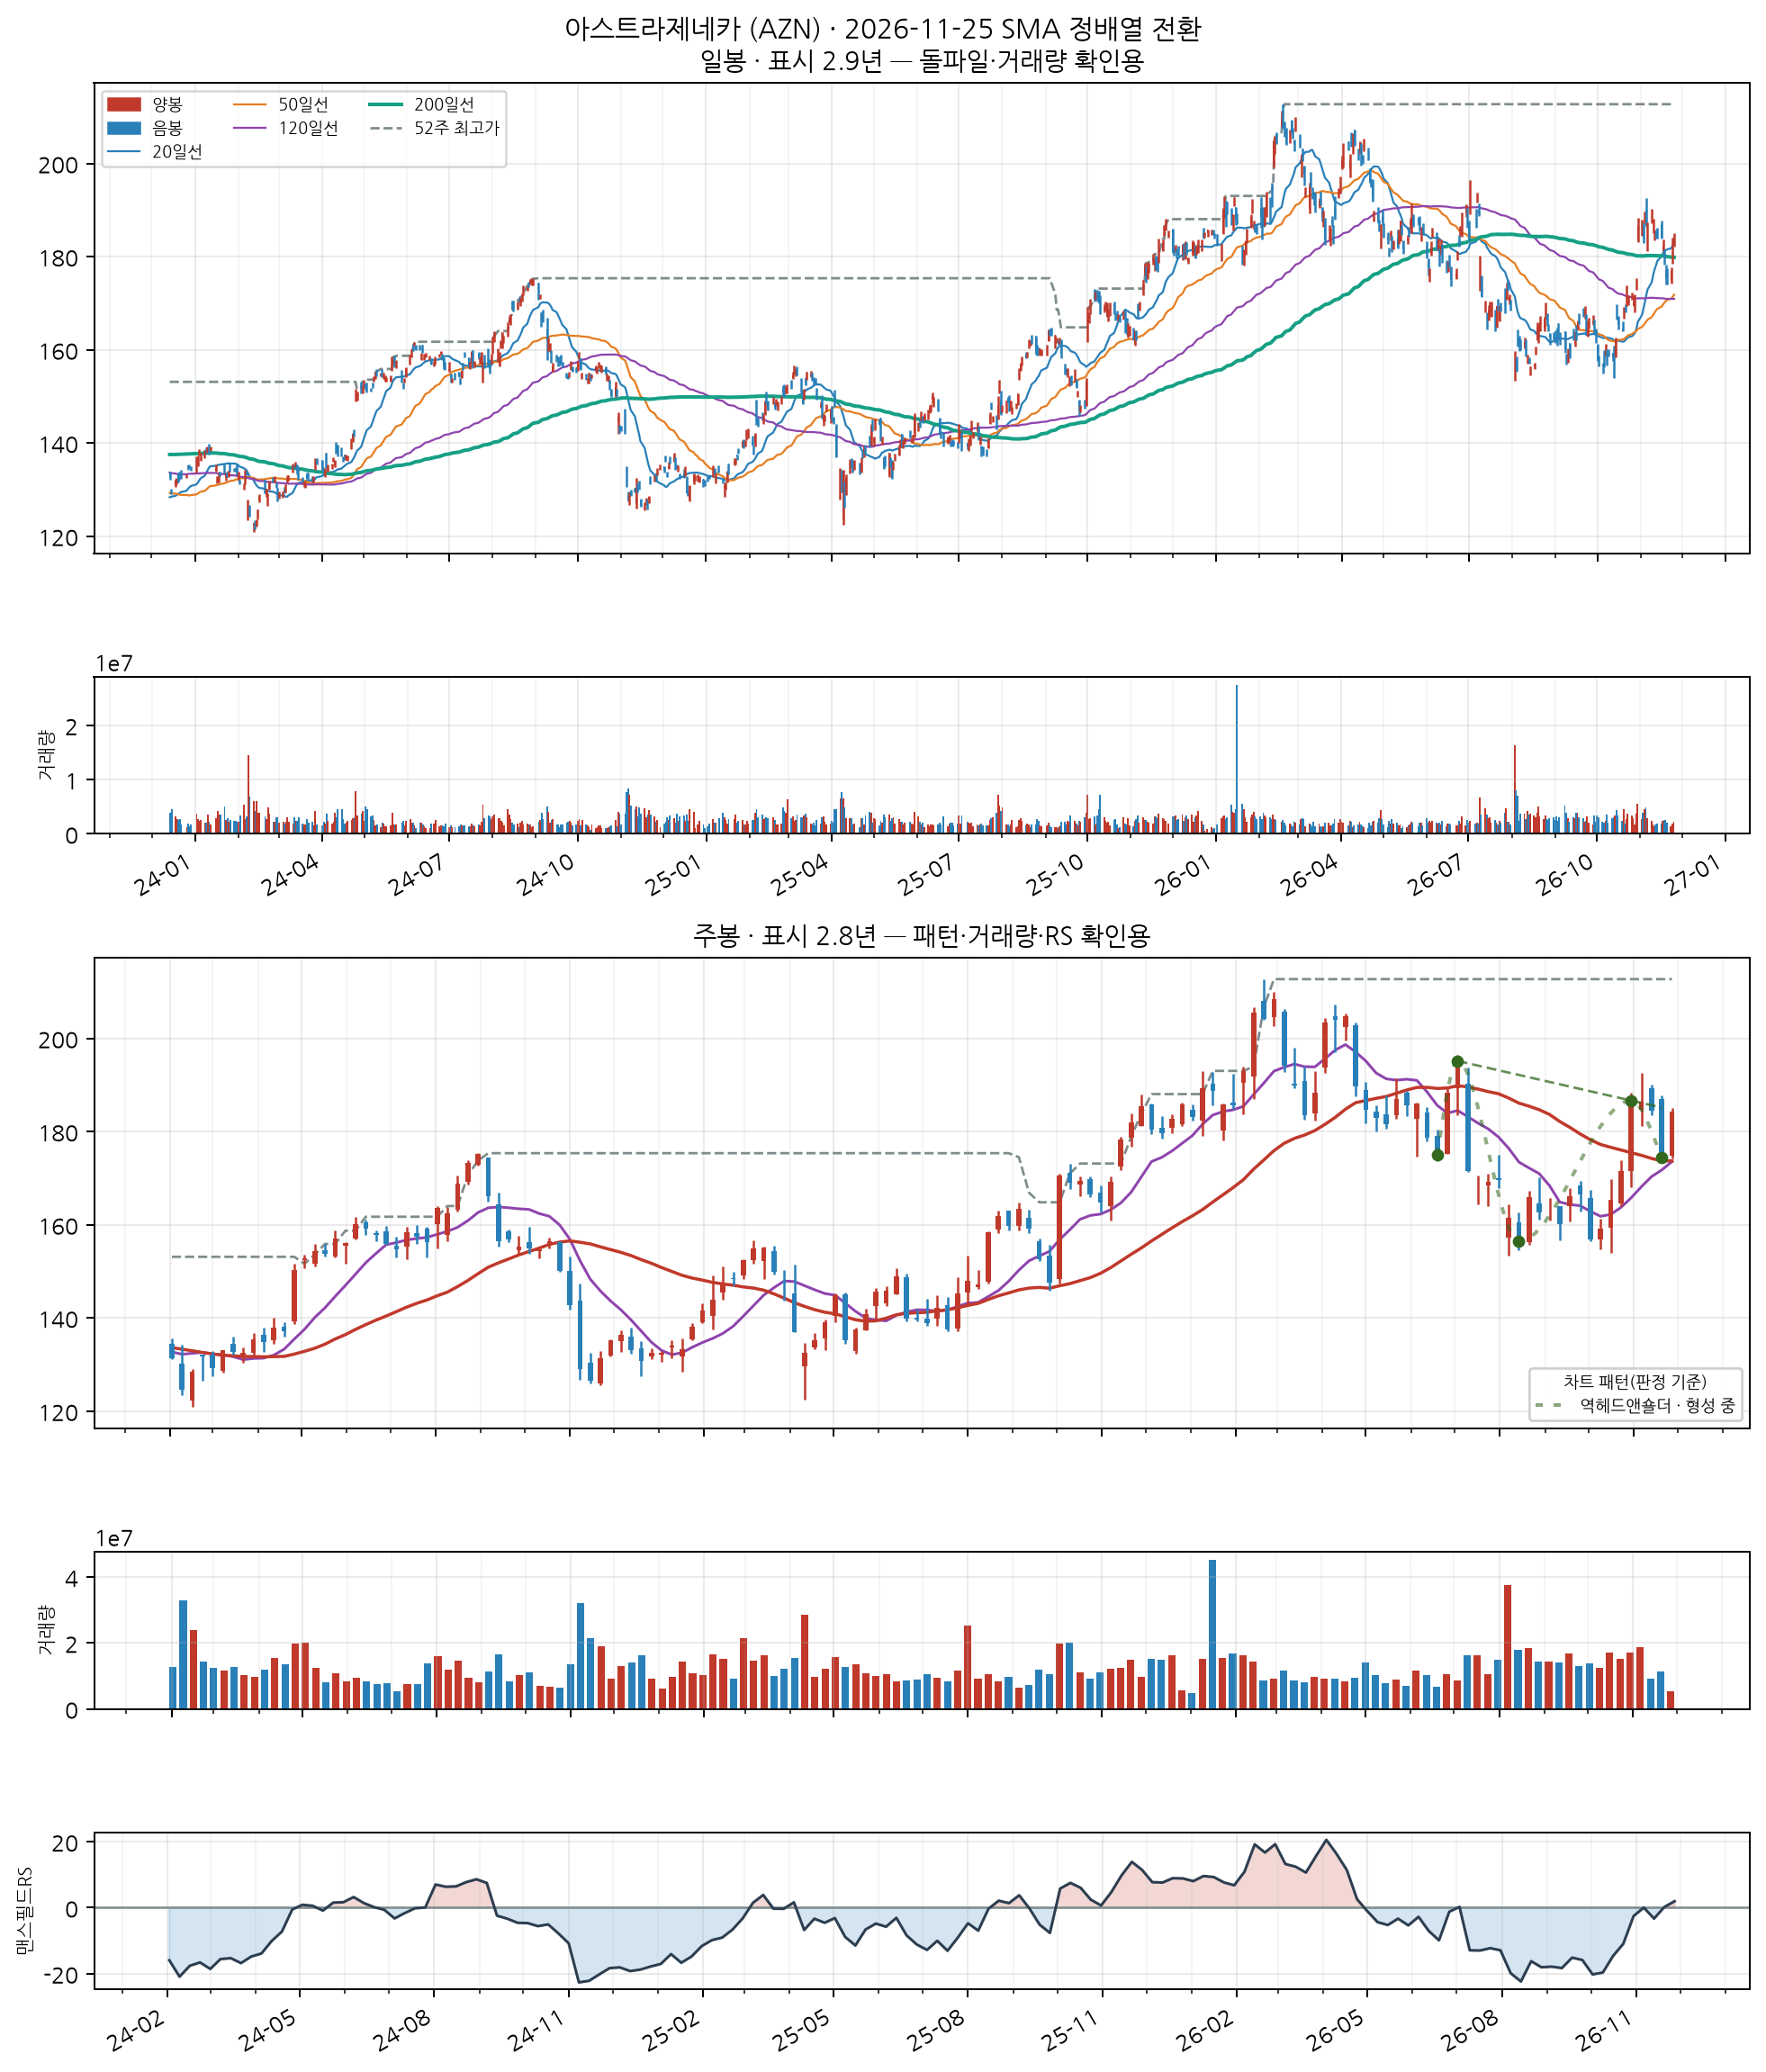 아스트라제네카 (AZN) · 2026-11-25 SMA 정배열 전환
일봉 · 표시 2.9년 — 돌파일·거래량 확인용
양봉
음봉
20일선
50일선
120일선
200일선
52주 최고가
200
180
160
140
120
1e7
거래량
2
1
0
24-01
24-04
24-07
24-10
25-01
25-04
25-07
25-10
26-01
26-04
26-07
26-10
27-01
주봉 · 표시 2.8년 — 패턴·거래량·RS 확인용
200
180
160
140
120
차트 패턴(판정 기준)
역헤드앤숄더 · 형성 중
1e7
거래량
4
2
0
맨스필드RS
20
0
-20
24-02
24-05
24-08
24-11
25-02
25-05
25-08
25-11
26-02
26-05
26-08
26-11